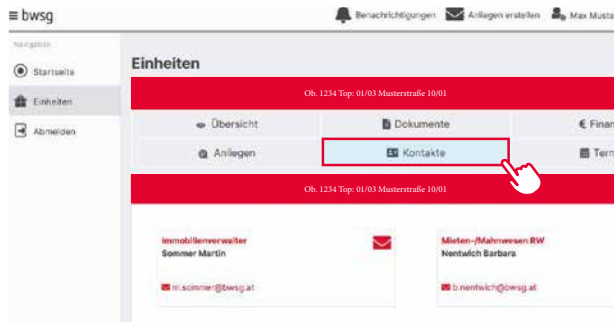 bwsg
Benachrichtigungen Anliegen erstellen Max Musta
Navigation
Startseite
Einheiten
Abmelden
Einheiten
Ob. 1234 Top: 01/03 Musterstraße 10/01
Übersicht Dokumente € Finan
Anliegen Kontakte Tern
Ob. 1234 Top: 01/03 Musterstraße 10/01
Immobilienverwalter Mieten-/Mahnwesen RW
Sommer Martin Nentwich Barbara
m.sommer@bwsg.at b.nentwich@bwsg.at